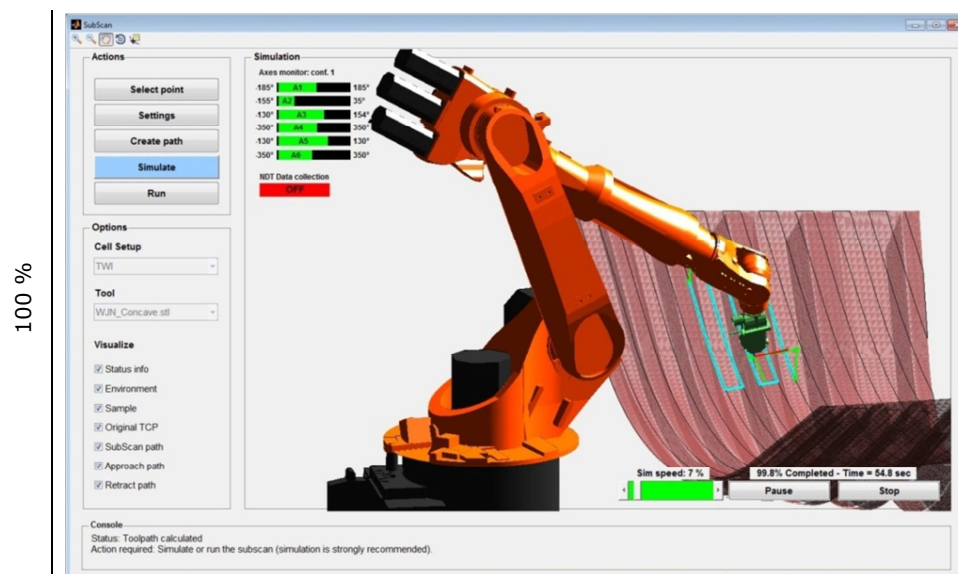 100 %
SubScan
Actions
Select point
Settings
Create path
Simulate
Run
Options
Cell Setup
TWI
Tool
WJN_Concave.stl
Visualize
Status info
Environment
Sample
Original TCP
SubScan path
Approach path
Retract path
Simulation
Axes monitor: conf. 1
-185° A1 185°
-155° A2 35°
-130° A3 154°
-350° A4 350°
-130° A5 130°
-350° A6 350°
NDT Data collection
OFF
Sim speed: 7 % 99.8% Completed - Time = 54.8 sec
Pause Stop
Console
Status: Toolpath calculated
Action required: Simulate or run the subscan (simulation is strongly recommended).